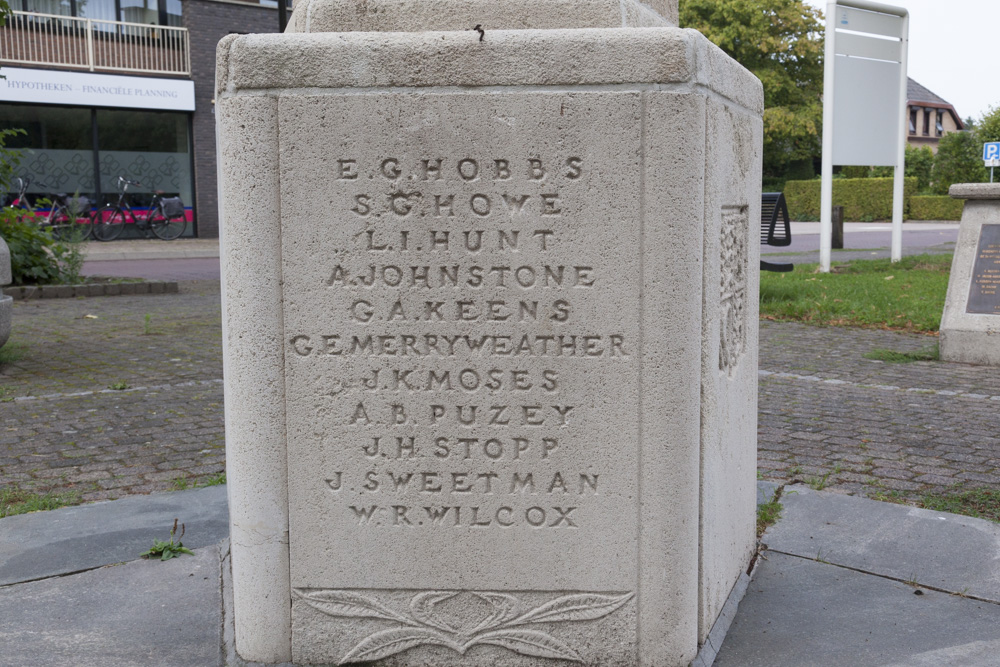 HYPOTHEKEN – FINANCIËLE PLANNING
E.G.HOBBS
S.G.HOWE
L.I.HUNT
A.JOHNSTONE
G.A.KEENS
G.E.MERRYWEATHER
J.K.MOSES
A.B.PUZEY
J.H.STOPP
J.SWEETMAN
W.R.WILCOX
P